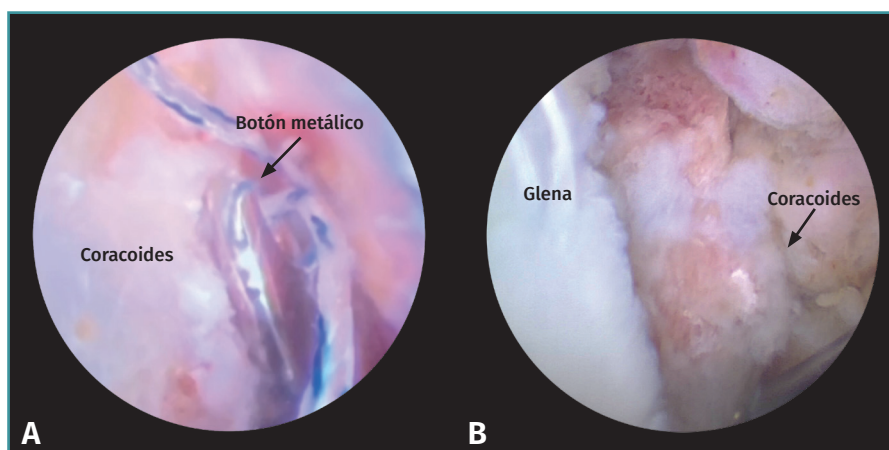 Botón metálico
Coracoides
A
Glena
Coracoides
B